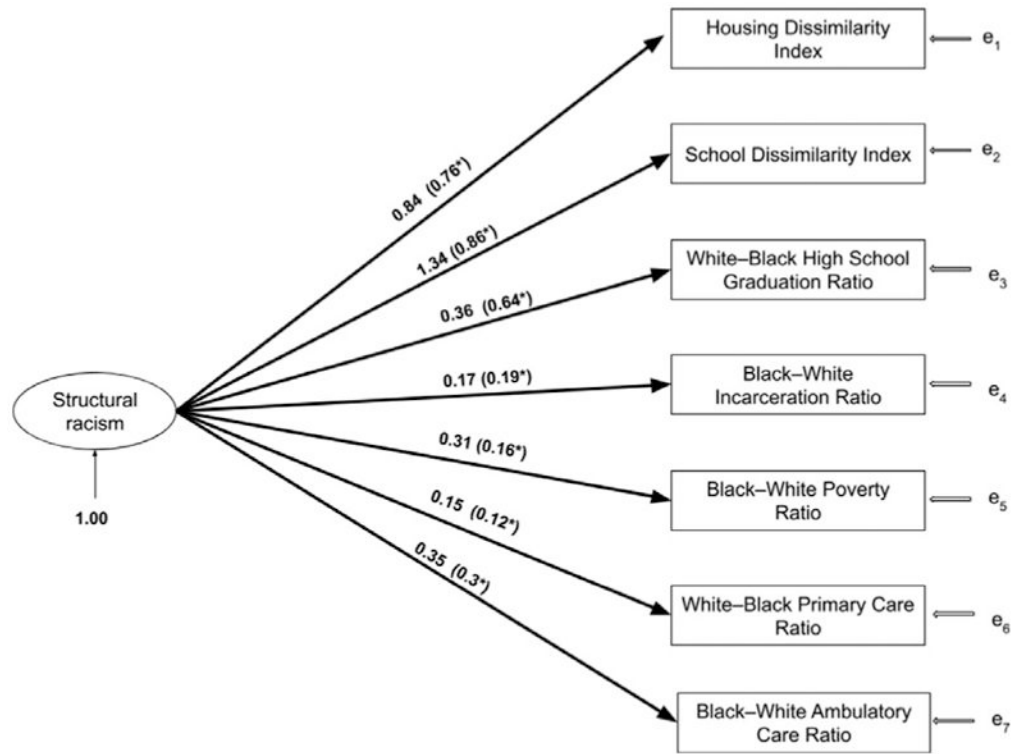 Housing Dissimilarity
Index
e1
0.84 (0.76*)
School Dissimilarity Index
e2
1.34 (0.86*)
White–Black High School
Graduation Ratio
e3
0.36 (0.64*)
Structural
racism
1.00
0.17 (0.19*)
Black–White
Incarceration Ratio
e4
0.31 (0.16*)
Black–White Poverty
Ratio
e5
0.15 (0.12*)
White–Black Primary Care
Ratio
e6
0.35 (0.3*)
Black–White Ambulatory
Care Ratio
e7